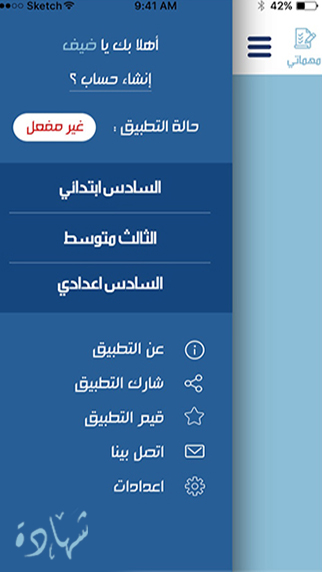 Sketch
9:41 AM
42%
مهماتي
أهلا بك يا ضيف
إنشاء حساب ؟
حالة التطبيق : غير مفعل
السادس ابتدائي
الثالث متوسط
السادس اعدادي
عن التطبيق
شارك التطبيق
قيم التطبيق
اتصل بينا
اعدادات
شهادة